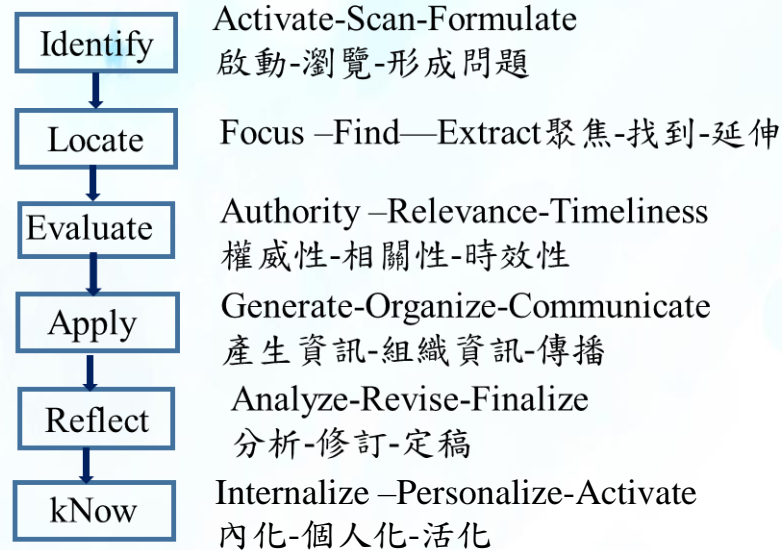 Identify
Activate-Scan-Formulate
啟動-瀏覽-形成問題
Locate
Focus –Find—Extract聚焦-找到-延伸
Evaluate
Authority –Relevance-Timeliness
權威性-相關性-時效性
Apply
Generate-Organize-Communicate
產生資訊-組織資訊-傳播
Reflect
Analyze-Revise-Finalize
分析-修訂-定稿
kNow
Internalize –Personalize-Activate
內化-個人化-活化